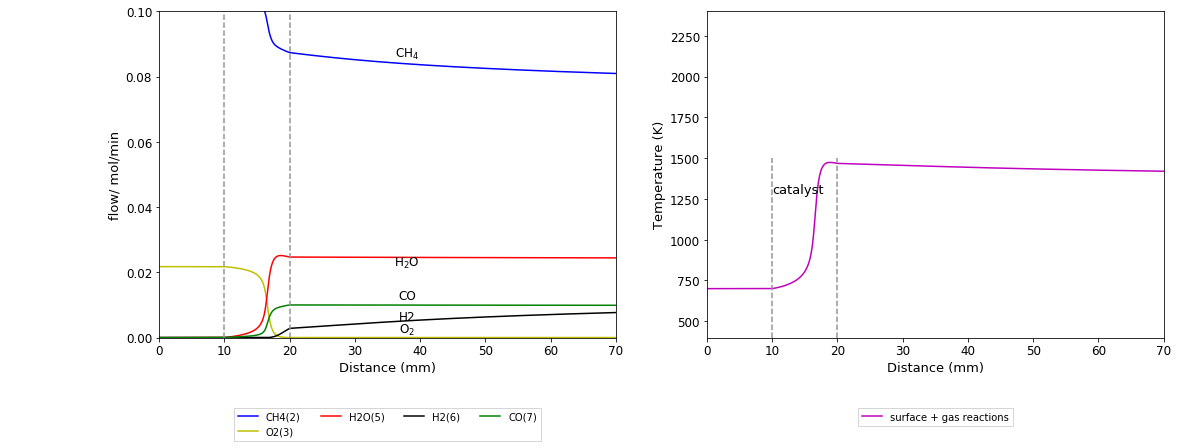 0.10
0.08
0.06
0.04
0.02
0.00
flow/ mol/min
CH₄
H₂O
CO
H2
O₂
0 10 20 30 40 50 60 70
Distance (mm)
CH4(2) H2O(5) H2(6) CO(7)
O2(3)
2250
2000
1750
1500
1250
1000
750
500
Temperature (K)
catalyst
0 10 20 30 40 50 60 70
Distance (mm)
surface + gas reactions